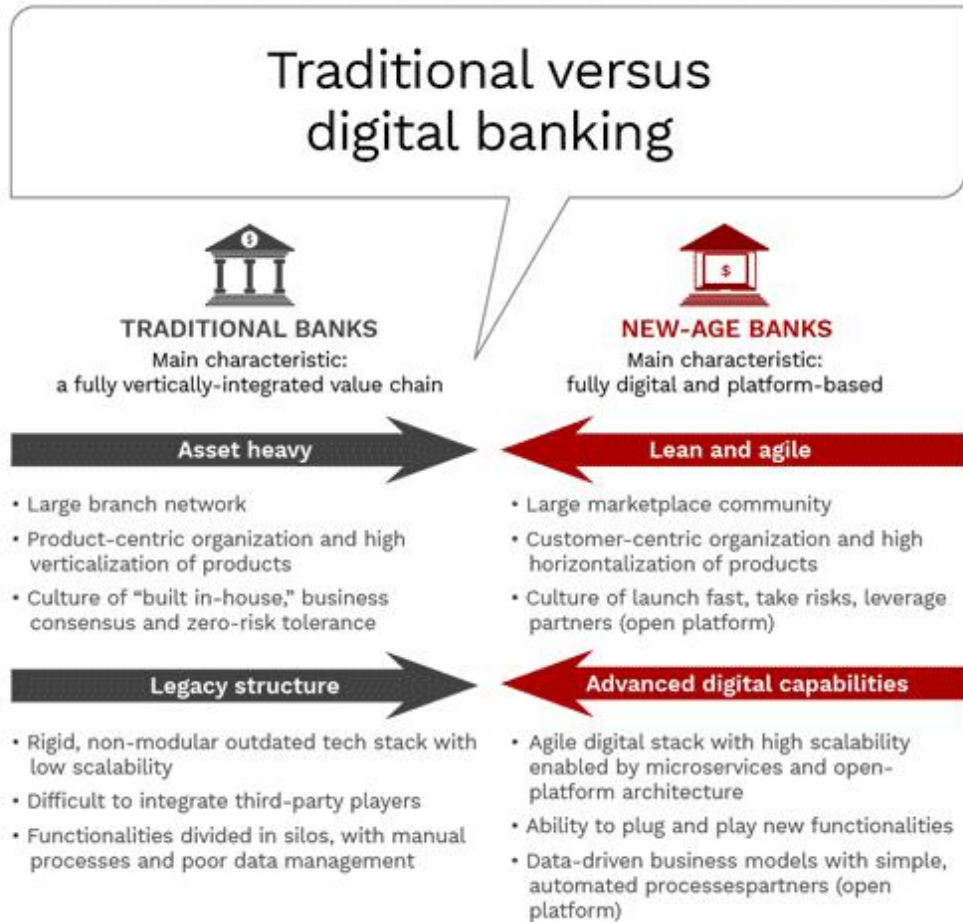 Traditional versus
digital banking
$
TRADITIONAL BANKS
Main characteristic:
a fully vertically-integrated value chain
$
NEW-AGE BANKS
Main characteristic:
fully digital and platform-based
Asset heavy
• Large branch network
• Product-centric organization and high
verticalization of products
• Culture of “built in-house,” business
consensus and zero-risk tolerance
Lean and agile
• Large marketplace community
• Customer-centric organization and high
horizontalization of products
• Culture of launch fast, take risks, leverage
partners (open platform)
Legacy structure
• Rigid, non-modular outdated tech stack with
low scalability
• Difficult to integrate third-party players
• Functionalities divided in silos, with manual
processes and poor data management
Advanced digital capabilities
• Agile digital stack with high scalability
enabled by microservices and open-
platform architecture
• Ability to plug and play new functionalities
• Data-driven business models with simple,
automated processespartners (open
platform)